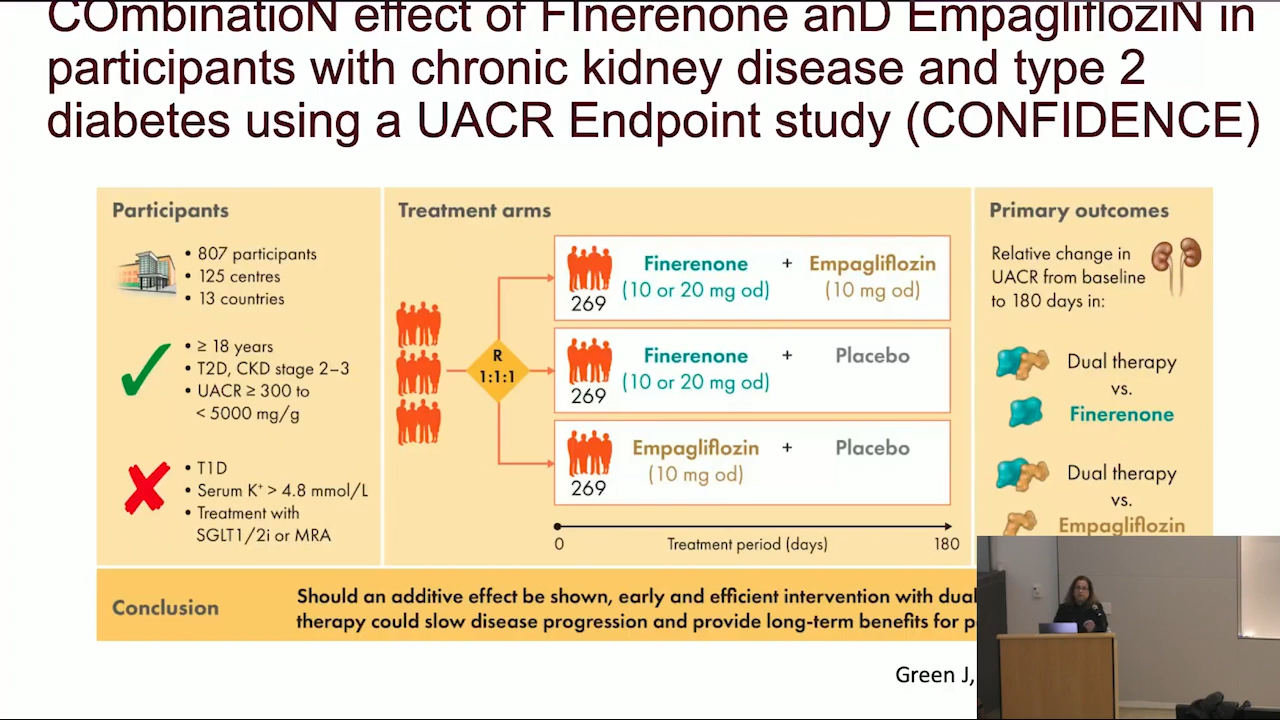 COmbinatioN effect of FInerenone anD EmpaglifloziN in
participants with chronic kidney disease and type 2
diabetes using a UACR Endpoint study (CONFIDENCE)
Participants
• 807 participants
• 125 centres
• 13 countries
• ≥ 18 years
• T2D, CKD stage 2–3
• UACR ≥ 300 to
< 5000 mg/g
• T1D
• Serum K⁺ > 4.8 mmol/L
• Treatment with
SGLT1/2i or MRA
Treatment arms
R
1:1:1
269
Finerenone + Empagliflozin
(10 or 20 mg od) (10 mg od)
269
Finerenone + Placebo
(10 or 20 mg od)
269
Empagliflozin + Placebo
(10 mg od)
0 Treatment period (days) 180
Primary outcomes
Relative change in
UACR from baseline
to 180 days in:
Dual therapy
vs.
Finerenone
Dual therapy
vs.
Empagliflozin
Conclusion
Should an additive effect be shown, early and efficient intervention with dual
therapy could slow disease progression and provide long-term benefits for
Green J,